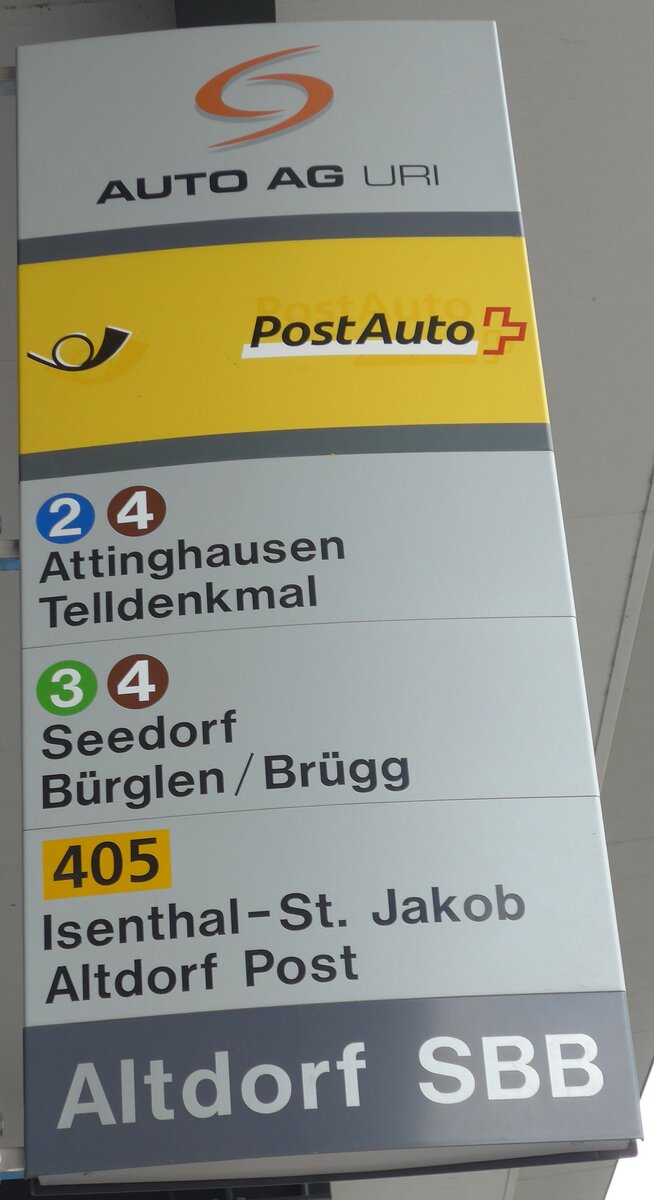 AUTO AG URI
PostAuto
2 4
Attinghausen
Telldenkmal
3 4
Seedorf
Bürglen / Brügg
405
Isenthal - St. Jakob
Altdorf Post
Altdorf SBB